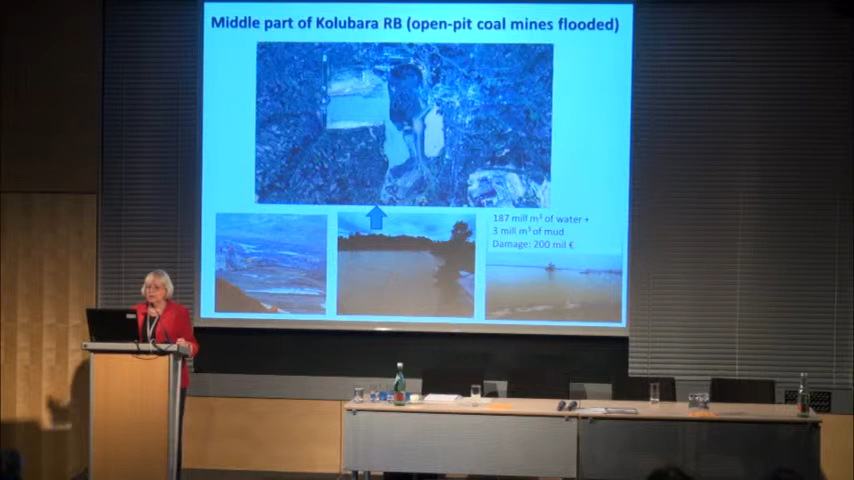 Middle part of Kolubara RB (open-pit coal mines flooded)
187 mill m³ of water +
3 mill m³ of mud
Damage: 200 mil €